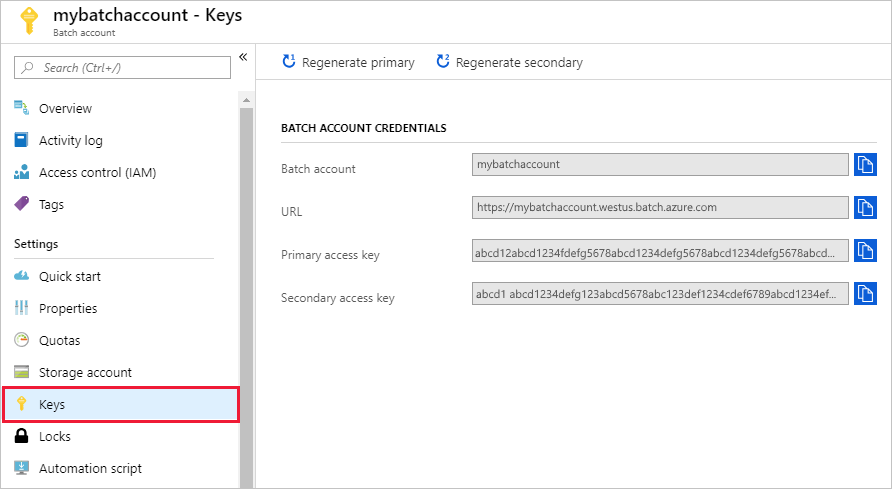 mybatchaccount - Keys
Batch account
Search (Ctrl+/)
«
Overview
Activity log
Access control (IAM)
Tags
Settings
Quick start
Properties
Quotas
Storage account
Keys
Locks
Automation script
Regenerate primary
Regenerate secondary
BATCH ACCOUNT CREDENTIALS
Batch account
mybatchaccount
URL
https://mybatchaccount.westus.batch.azure.com
Primary access key
abcd12abcd1234fdefg5678abcd1234defg5678abcd1234defg5678abcd...
Secondary access key
abcd1 abcd1234defg123abcd5678abc123def1234cdef6789abcd1234ef...